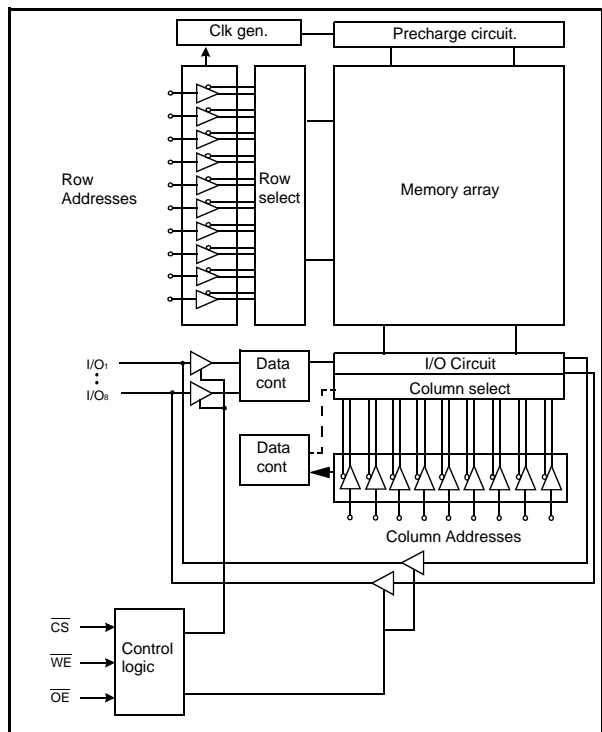 Clk gen.
Precharge circuit.
Row
Addresses
Row
select
Memory array
I/O1
I/O8
Data
cont
I/O Circuit
Column select
Data
cont
Column Addresses
CS
WE
OE
Control
logic